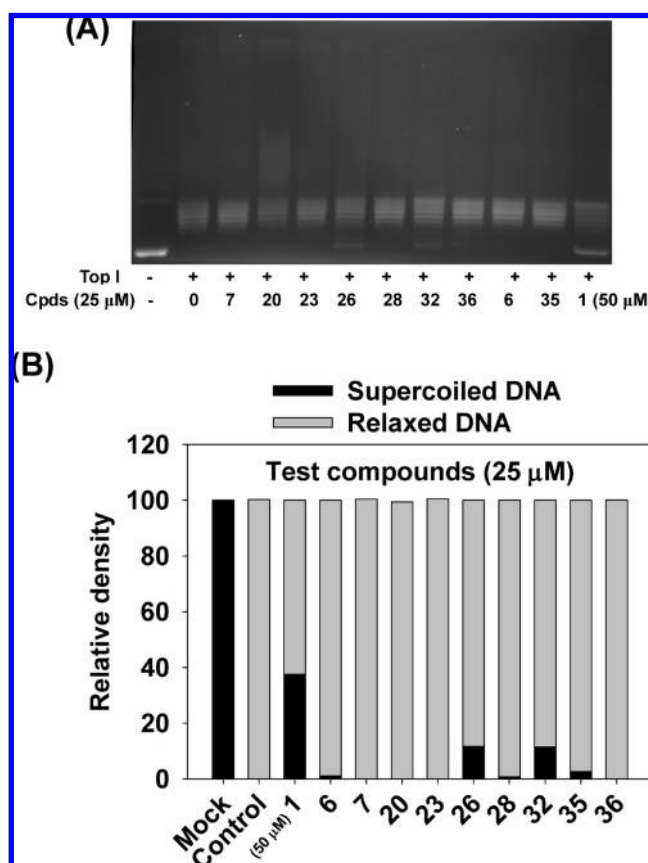 (A)
Top I - + + + + + + + + + + +
Cpds (25 μM) - 0 7 20 23 26 28 32 36 6 35 1 (50 μM
(B)
Supercoiled DNA
Relaxed DNA
Test compounds (25 μM)
Relative density
120
100
80
60
40
20
0
Mock Control (50 μM) 1 6 7 20 23 26 28 32 35 36